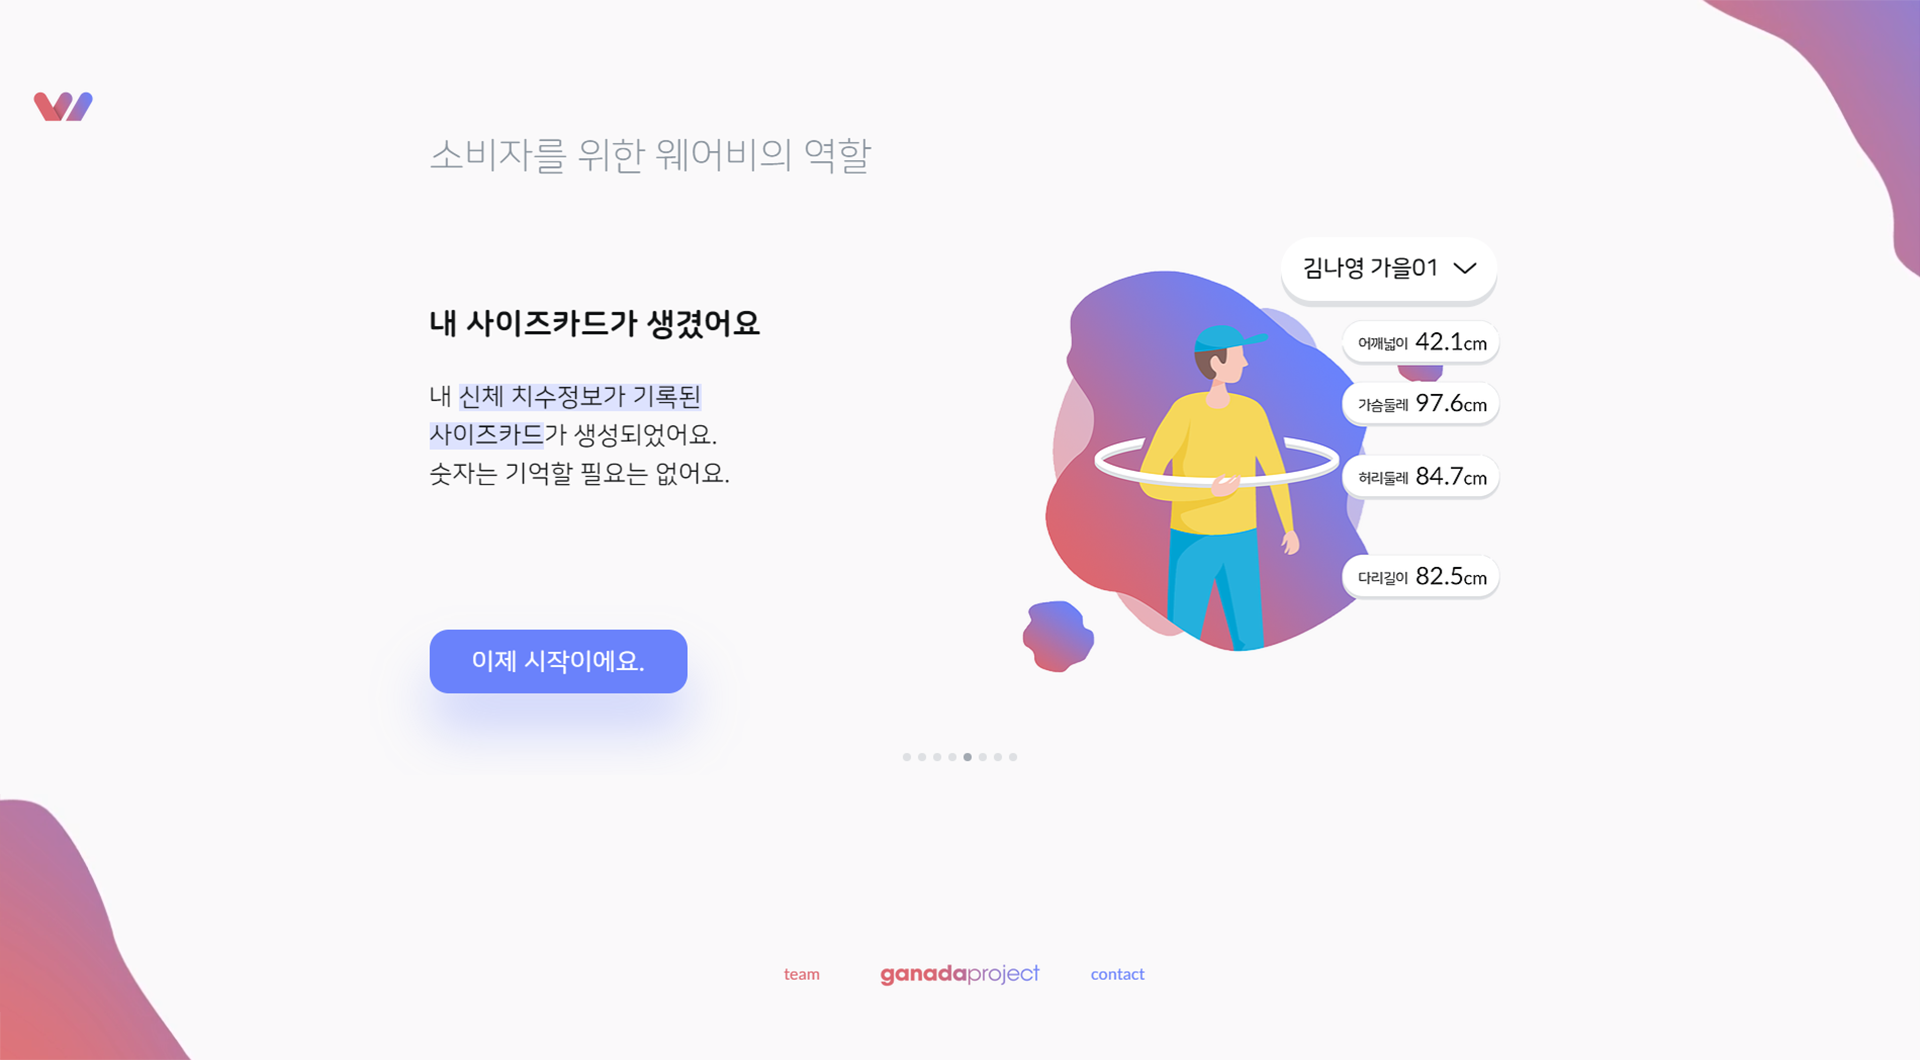 소비자를 위한 웨어비의 역할
내 사이즈카드가 생겼어요
내 신체 치수정보가 기록된
사이즈카드가 생성되었어요.
숫자는 기억할 필요는 없어요.
이제 시작이에요.
김나영 가을01
어깨넓이 42.1cm
가슴둘레 97.6cm
허리둘레 84.7cm
다리길이 82.5cm
team
ganadaproject
contact